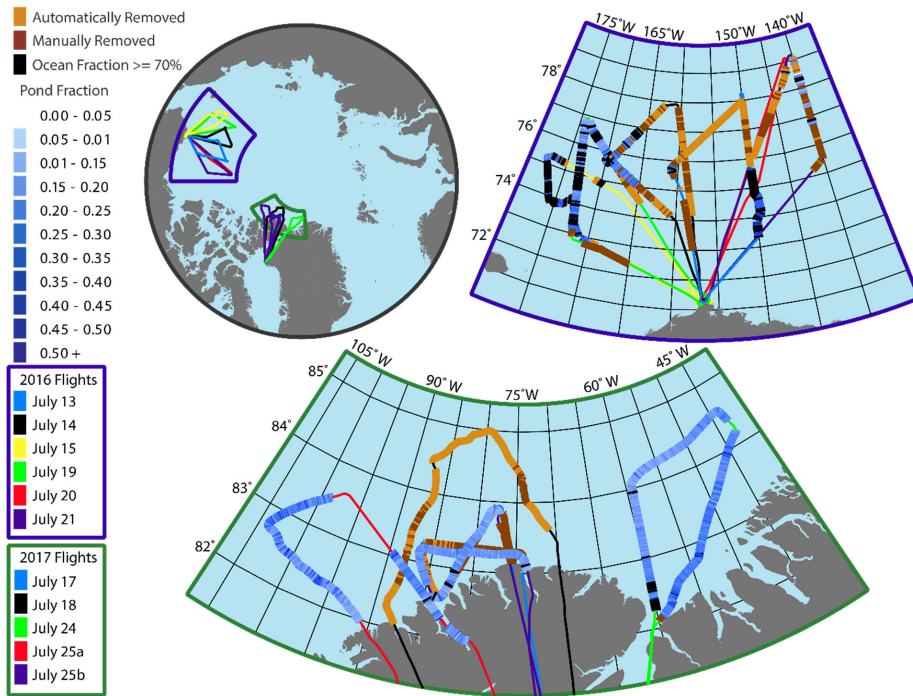 Automatically Removed
Manually Removed
Ocean Fraction >= 70%
Pond Fraction
0.00 - 0.05
0.05 - 0.01
0.01 - 0.15
0.15 - 0.20
0.20 - 0.25
0.25 - 0.30
0.30 - 0.35
0.35 - 0.40
0.40 - 0.45
0.45 - 0.50
0.50 +
2016 Flights
July 13
July 14
July 15
July 19
July 20
July 21
2017 Flights
July 17
July 18
July 24
July 25a
July 25b
175˚W 165˚W 150˚W 140˚W
78˚
76˚
74˚
72˚
105˚W 90˚W 75˚W 60˚W 45˚W
85˚
84˚
83˚
82˚